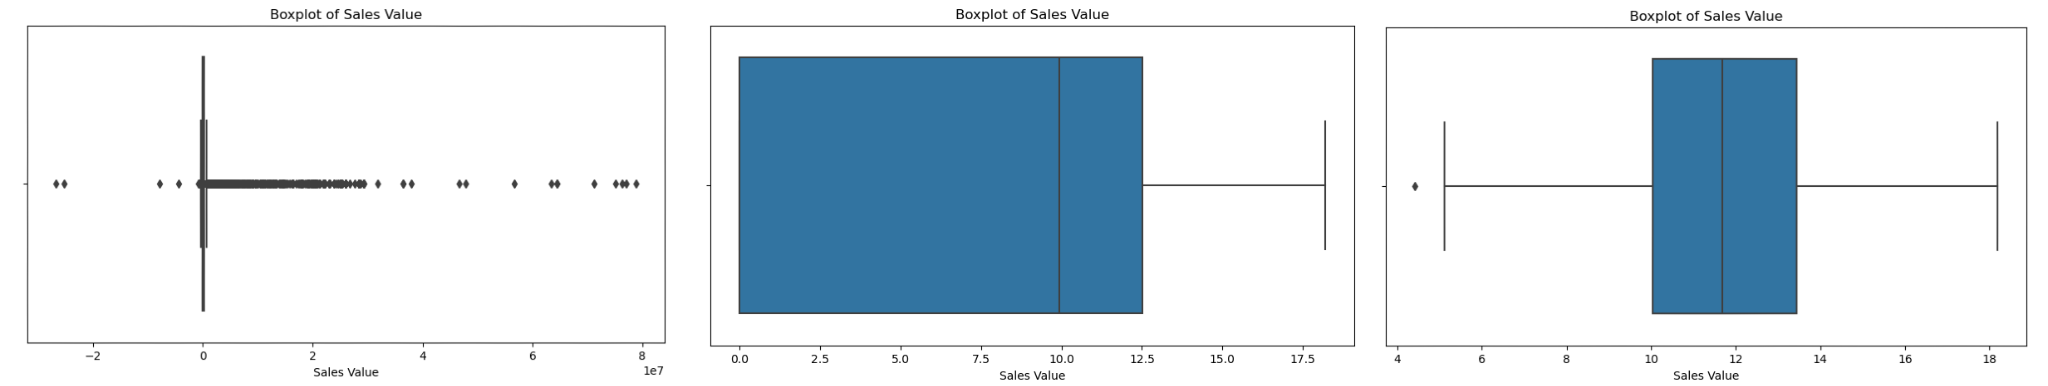 Boxplot of Sales Value
−2 0 2 4 6 8
1e7
Sales Value
Boxplot of Sales Value
0.0 2.5 5.0 7.5 10.0 12.5 15.0 17.5
Sales Value
Boxplot of Sales Value
4 6 8 10 12 14 16 18
Sales Value